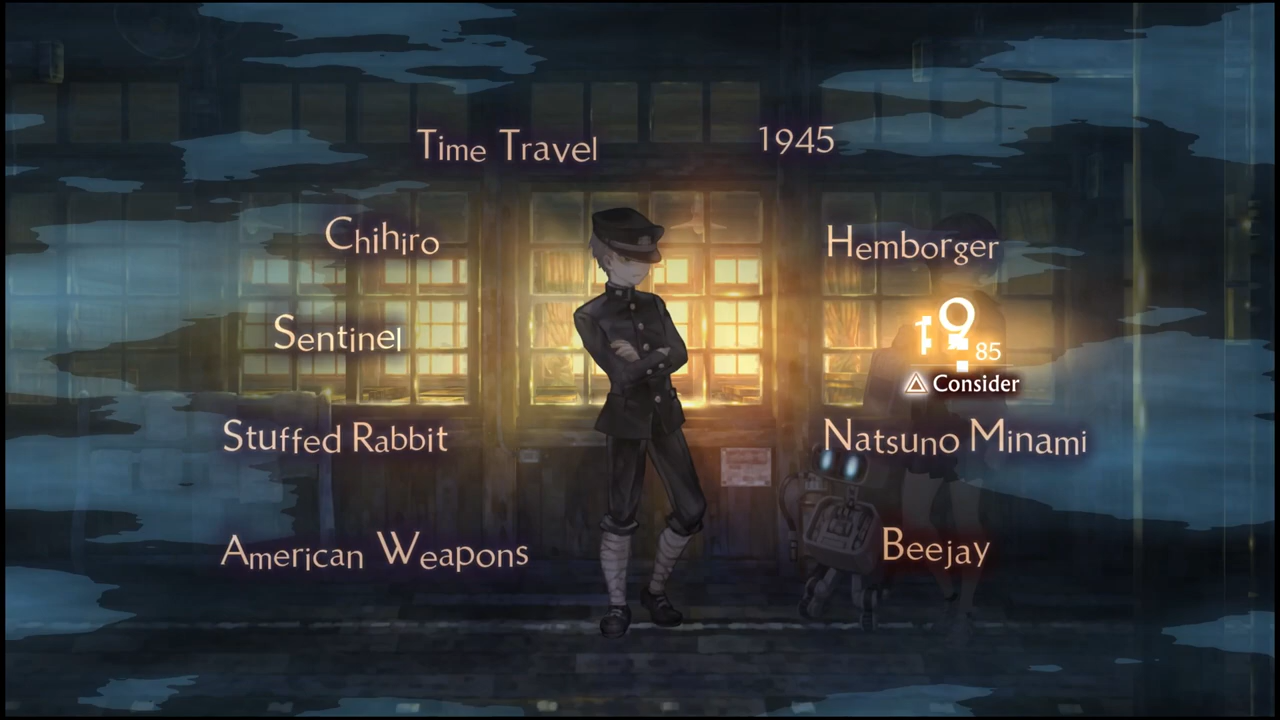 Time Travel
1945
Chihiro
Hemborger
Sentinel
85
△ Consider
Stuffed Rabbit
Natsuno Minami
American Weapons
Beejay